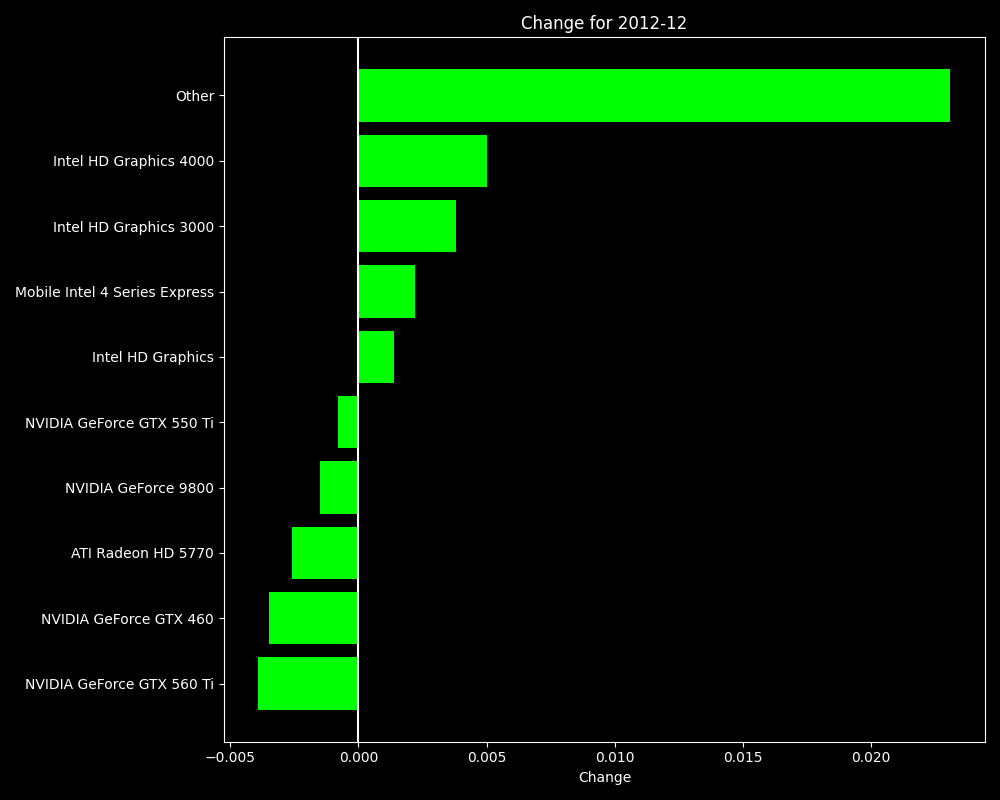 Change for 2012-12
Other
Intel HD Graphics 4000
Intel HD Graphics 3000
Mobile Intel 4 Series Express
Intel HD Graphics
NVIDIA GeForce GTX 550 Ti
NVIDIA GeForce 9800
ATI Radeon HD 5770
NVIDIA GeForce GTX 460
NVIDIA GeForce GTX 560 Ti
−0.005 0.000 0.005 0.010 0.015 0.020
Change